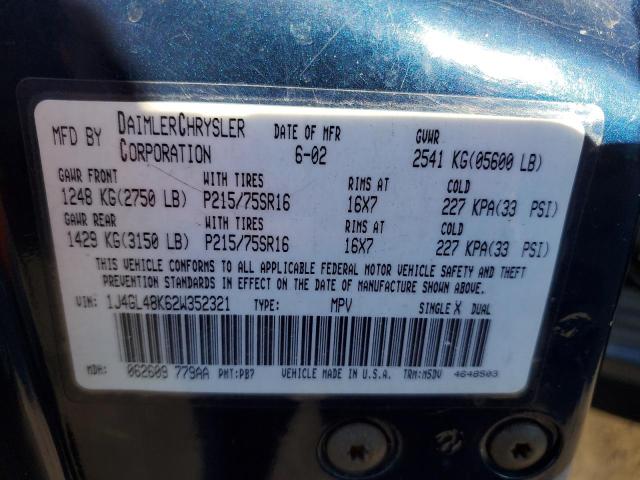 MFD BY DAIMLERCHRYSLER CORPORATION DATE OF MFR 6-02 GVWR 2541 KG(05600 LB)
GAWR FRONT WITH TIRES RIMS AT COLD
1248 KG(2750 LB) P215/75SR16 16X7 227 KPA(33 PSI)
GAWR REAR WITH TIRES RIMS AT COLD
1429 KG(3150 LB) P215/75SR16 16X7 227 KPA(33 PSI)
THIS VEHICLE CONFORMS TO ALL APPLICABLE FEDERAL MOTOR VEHICLE SAFETY AND THEFT
PREVENTION STANDARDS IN EFFECT ON THE DATE OF MANUFACTURE SHOWN ABOVE.
VIN: 1J4GL48K62W352321 TYPE: MPV SINGLE X DUAL
MDH: 062609 779AA PNT:PB7 VEHICLE MADE IN U.S.A. TRM:M5DV 4648503